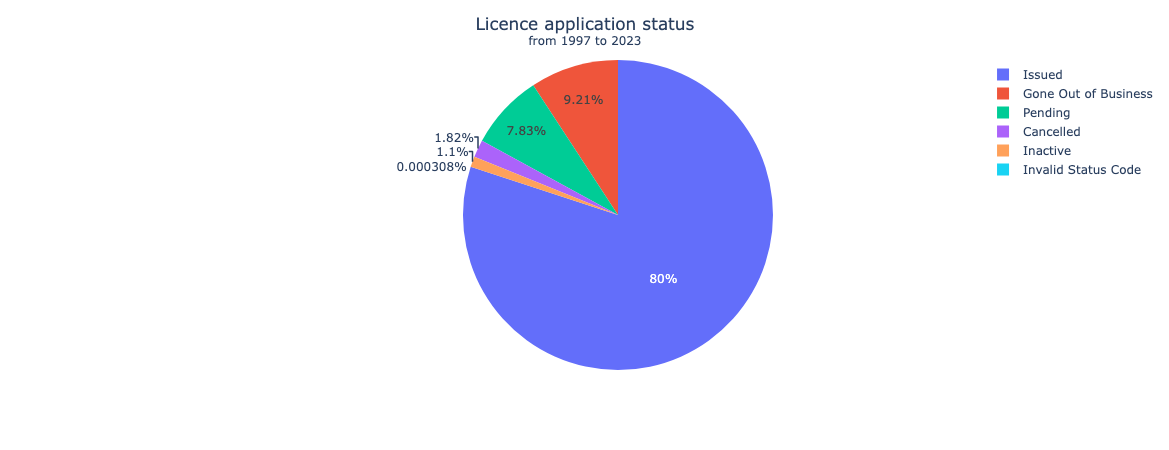 Licence application status
from 1997 to 2023
9.21%
7.83%
1.82%
1.1%
0.000308%
80%
Issued
Gone Out of Business
Pending
Cancelled
Inactive
Invalid Status Code